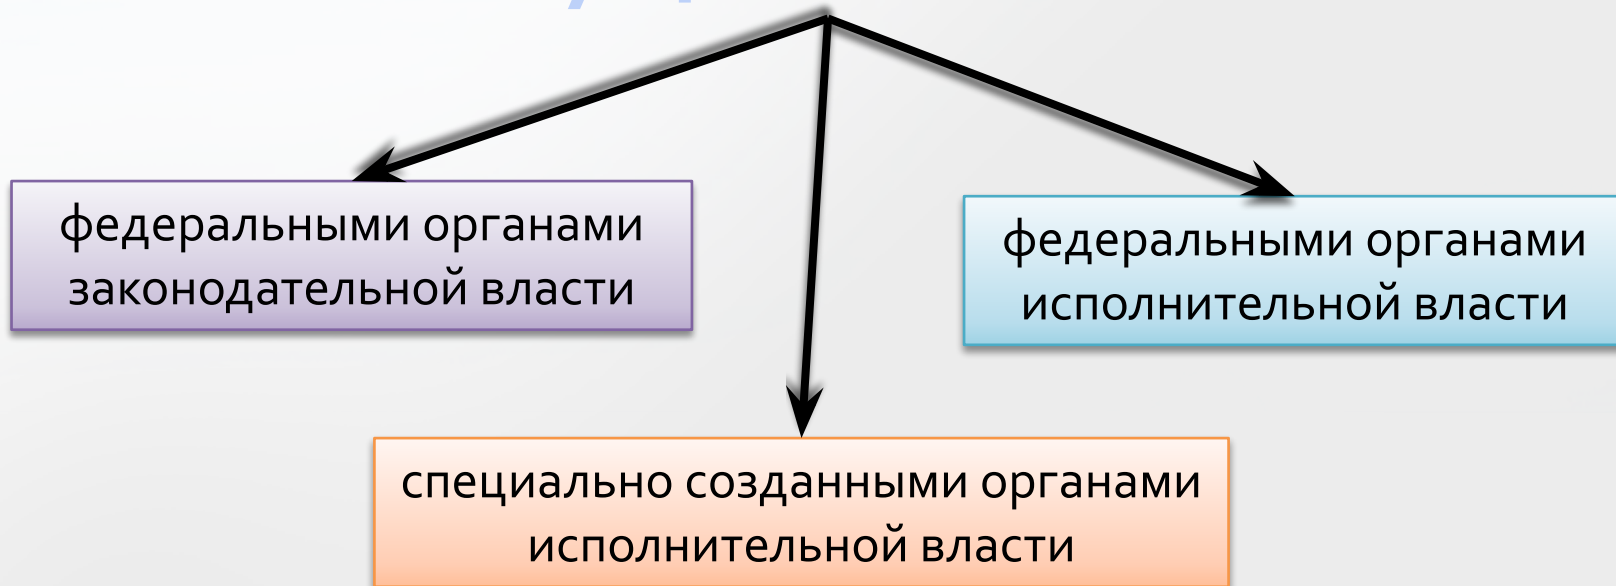 федеральными органами
законодательной власти
федеральными органами
исполнительной власти
специально созданными органами
исполнительной власти